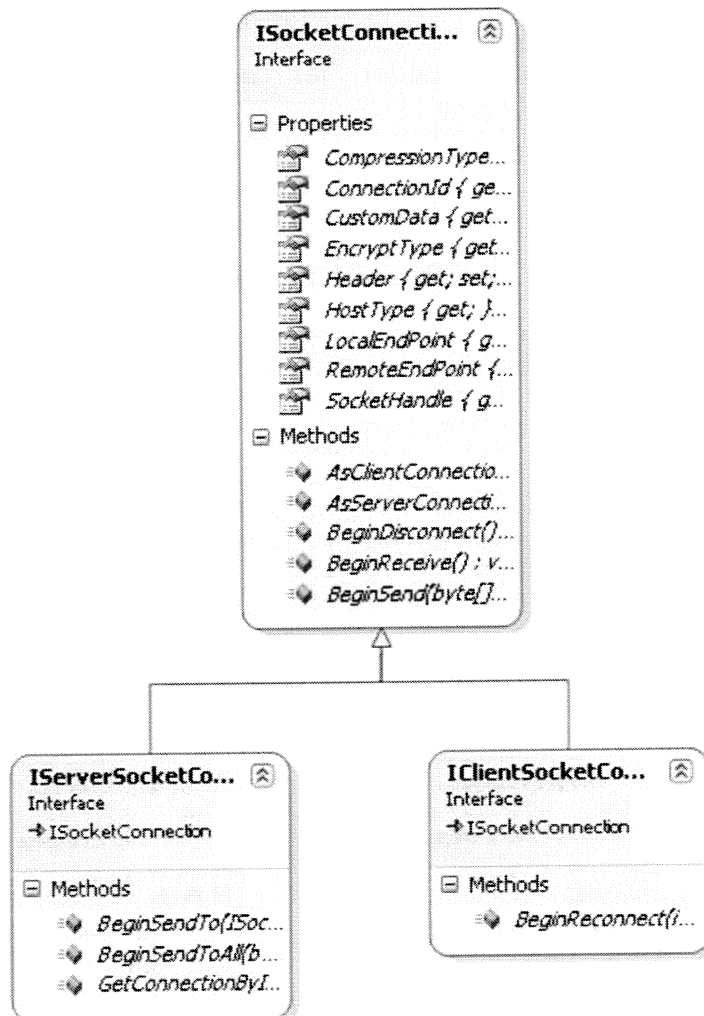 ISocketConnecti...
Interface
Properties
CompressionType...
ConnectionId { ge...
CustomData { get...
EncryptType { get...
Header { get; set;...
HostType { get; }...
LocalEndPoint { g...
RemoteEndPoint {...
SocketHandle { g...
Methods
AsClientConnectio...
AsServerConnecti...
BeginDisconnect()...
BeginReceive() : v...
BeginSend(byte[]...
IServerSocketCo...
Interface
ISocketConnection
Methods
BeginSendTo(ISoc...
BeginSendToAll(b...
GetConnectionByI...
IClientSocketCo...
Interface
ISocketConnection
Methods
BeginReconnect(i...